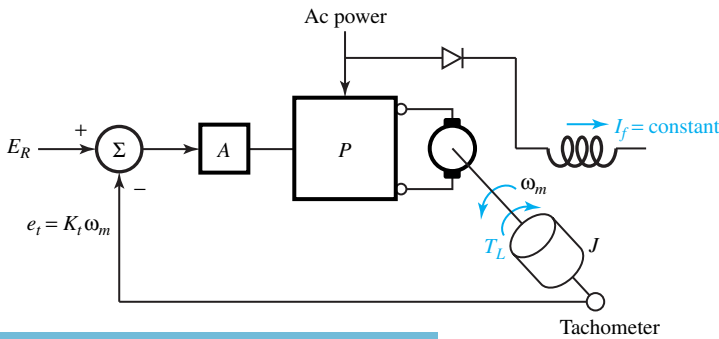 Ac power
I_f = constant
+
E_R
Σ
A
P
−
ω_m
e_t = K_t ω_m
T_L
J
Tachometer